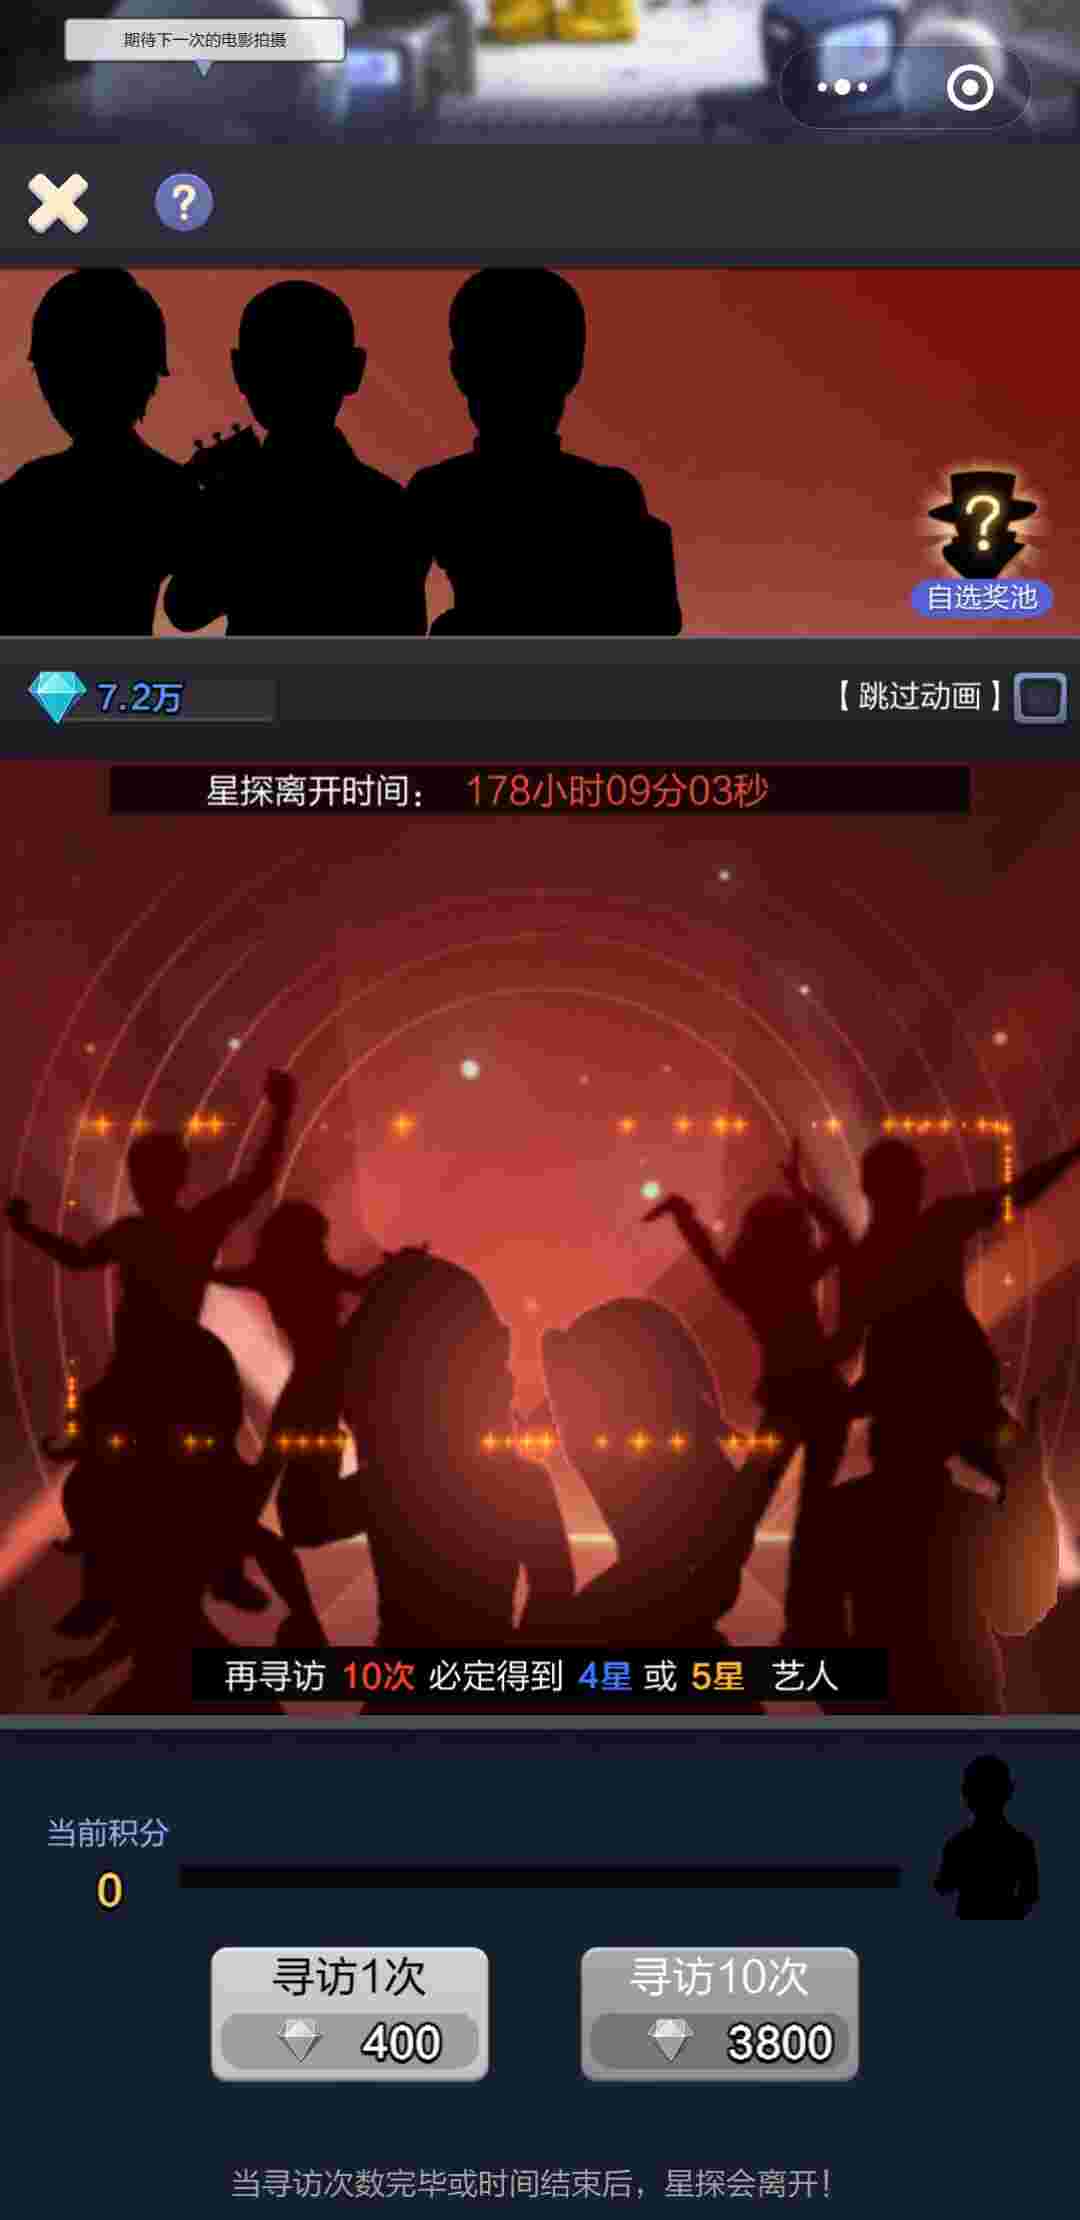 期待下一次的电影拍摄
?
?
自选奖池
7.2万
【跳过动画】
星探离开时间： 178小时09分03秒
再寻访 10次 必定得到 4星 或 5星 艺人
当前积分
0
寻访1次
400
寻访10次
3800
当寻访次数完毕或时间结束后，星探会离开！